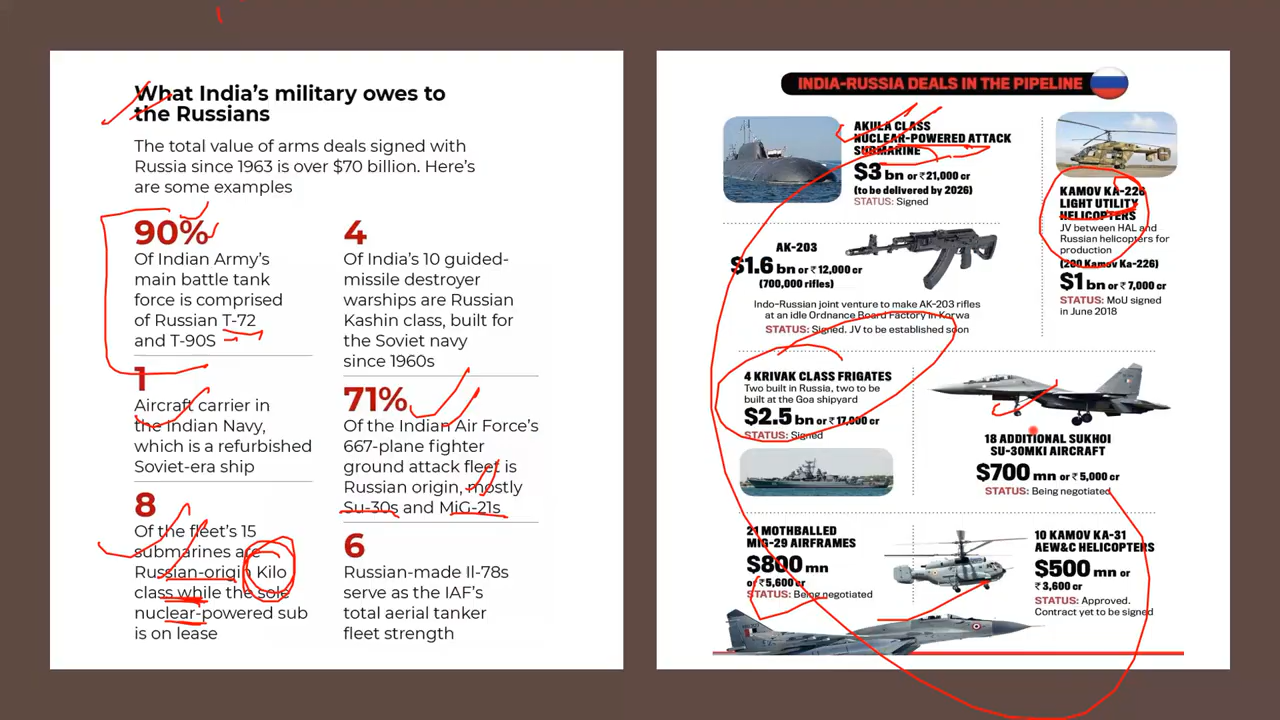 What India's military owes to
the Russians
The total value of arms deals signed with
Russia since 1963 is over $70 billion. Here's
are some examples
90%
Of Indian Army's
main battle tank
force is comprised
of Russian T-72
and T-90S
1
Aircraft carrier in
the Indian Navy,
which is a refurbished
Soviet-era ship
8
Of the fleet's 15
submarines are
Russian-origin Kilo
class while the sole
nuclear-powered sub
is on lease
4
Of India's 10 guided-
missile destroyer
warships are Russian
Kashin class, built for
the Soviet navy
since 1960s
71%
Of the Indian Air Force's
667-plane fighter
ground attack fleet is
Russian origin, mostly
Su-30s and MiG-21s
6
Russian-made Il-78s
serve as the IAF's
total aerial tanker
fleet strength
INDIA-RUSSIA DEALS IN THE PIPELINE
AKULA CLASS
NUCLEAR-POWERED ATTACK
SUBMARINE
$3 bn or ₹21,000 cr
(to be delivered by 2026)
STATUS: Signed
KAMOV KA-226
LIGHT UTILITY
HELICOPTERS
JV between HAL and
Russian helicopters for
production
(200 Kamov Ka-226)
$1 bn or ₹7,000 cr
STATUS: MoU signed
in June 2018
AK-203
$1.6 bn or ₹12,000 cr
(700,000 rifles)
Indo-Russian joint venture to make AK-203 rifles
at an idle Ordnance Board Factory in Korwa
STATUS: Signed. JV to be established soon
4 KRIVAK CLASS FRIGATES
Two built in Russia, two to be
built at the Goa shipyard
$2.5 bn or ₹17,000 cr
STATUS: Signed
18 ADDITIONAL SUKHOI
SU-30MKI AIRCRAFT
$700 mn or ₹5,000 cr
STATUS: Being negotiated
21 MOTHBALLED
MIG-29 AIRFRAMES
$800 mn
or ₹5,600 cr
STATUS: Being negotiated
10 KAMOV KA-31
AEW&C HELICOPTERS
$500 mn or
₹3,600 cr
STATUS: Approved.
Contract yet to be signed